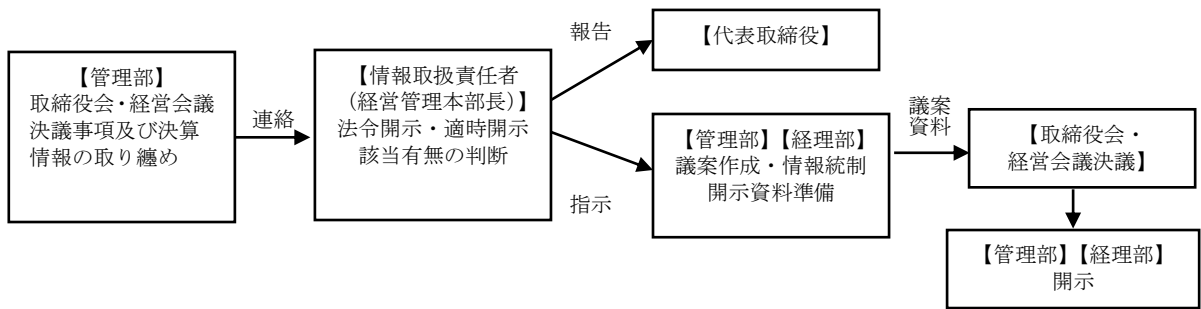 【管理部】
取締役会・経営会議
決議事項及び決算
情報の取り纏め
連絡
【情報取扱責任者
（経営管理本部長）】
法令開示・適時開示
該当有無の判断
報告
【代表取締役】
指示
【管理部】【経理部】
議案作成・情報統制
開示資料準備
議案
資料
【取締役会・
経営会議決議】
【管理部】【経理部】
開示